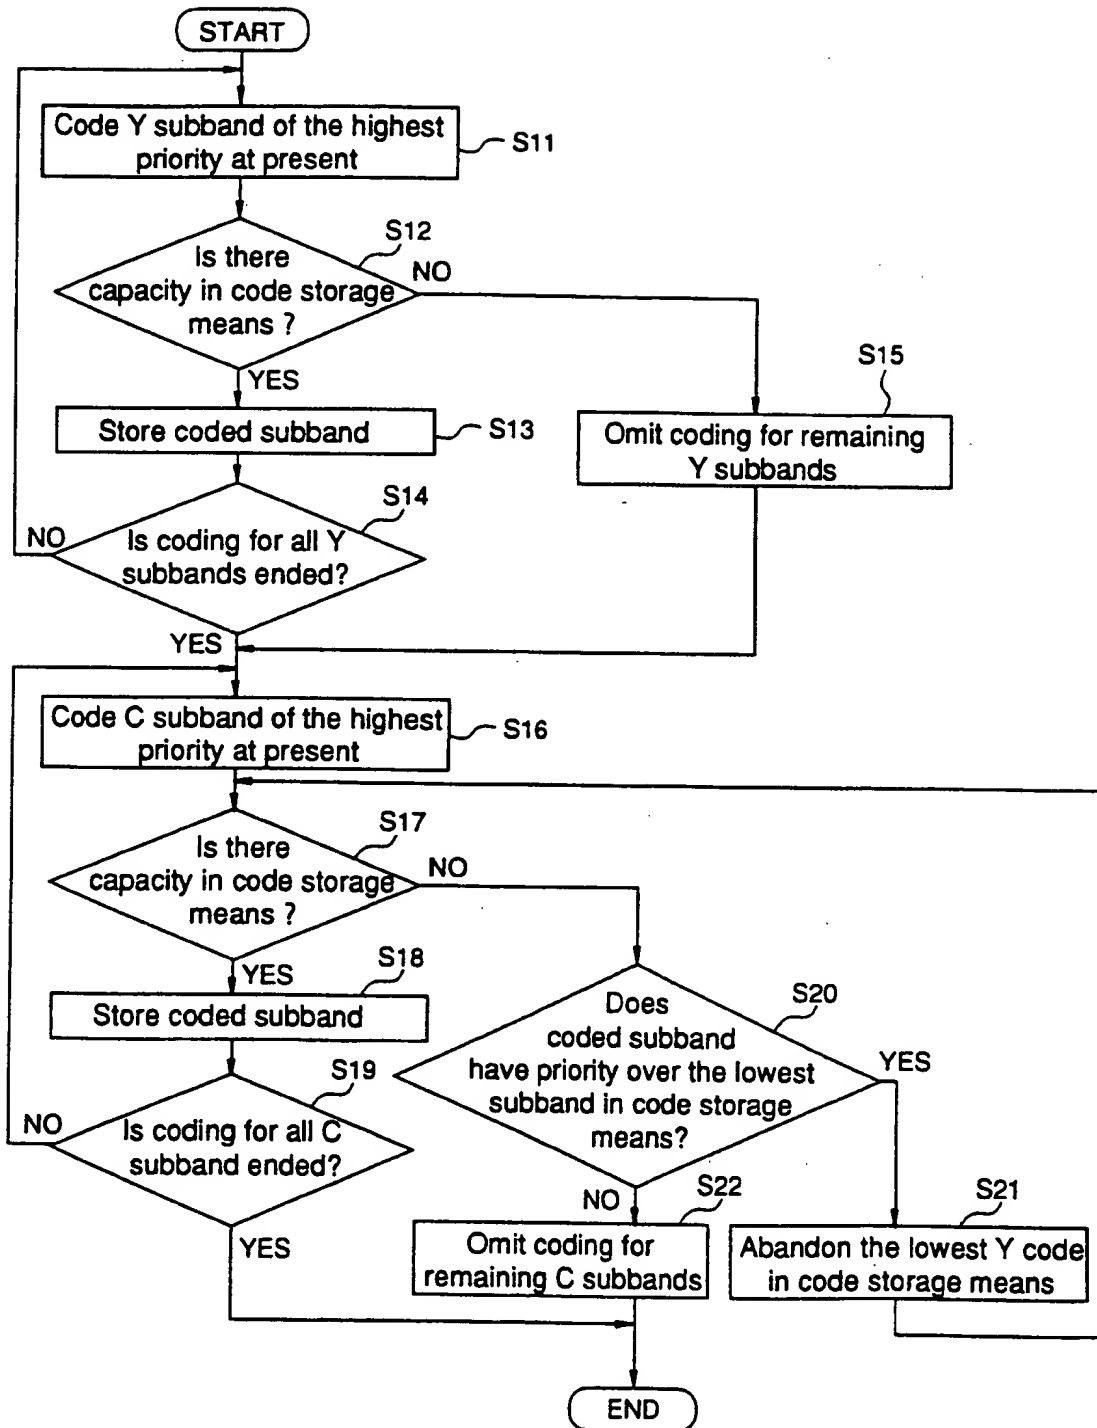 START
Code Y subband of the highest
priority at present
S11
S12
Is there
capacity in code storage
means ?
NO
YES
S15
Store coded subband
S13
Omit coding for remaining
Y subbands
S14
NO
Is coding for all Y
subbands ended?
YES
Code C subband of the highest
priority at present
S16
S17
Is there
capacity in code storage
means ?
NO
YES
S18
Store coded subband
S20
Does
coded subband
have priority over the lowest
subband in code storage
means?
YES
S19
NO
Is coding for all C
subband ended?
YES
NO
S22
Omit coding for
remaining C subbands
S21
Abandon the lowest Y code
in code storage means
END